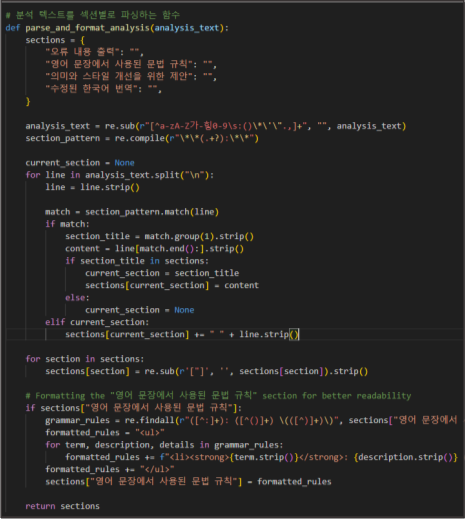 # 분석 텍스트를 섹션별로 파싱하는 함수
def parse_and_format_analysis(analysis_text):
    sections = {
        "오류 내용 출력": "",
        "영어 문장에서 사용된 문법 규칙": "",
        "의미와 스타일 개선을 위한 제안": "",
        "수정된 한국어 번역": "",
    }

    analysis_text = re.sub(r"[^a-zA-Z가-힣0-9\s:()\*\'\".,]+", "", analysis_text)
    section_pattern = re.compile(r"\*\*(.+?):\*\*")

    current_section = None
    for line in analysis_text.split("\n"):
        line = line.strip()

        match = section_pattern.match(line)
        if match:
            section_title = match.group(1).strip()
            content = line[match.end():].strip()
            if section_title in sections:
                current_section = section_title
                sections[current_section] = content
            else:
                current_section = None
        elif current_section:
            sections[current_section] += " " + line.strip()

    for section in sections:
        sections[section] = re.sub(r'["]', '', sections[section]).strip()

    # Formatting the "영어 문장에서 사용된 문법 규칙" section for better readability
    if sections["영어 문장에서 사용된 문법 규칙"]:
        grammar_rules = re.findall(r"([^:]+): ([^()]+) \(([^)]+)\)", sections["영어 문장에서
        formatted_rules = "<ul>"
        for term, description, details in grammar_rules:
            formatted_rules += f"<li><strong>{term.strip()}</strong>: {description.strip()}
        formatted_rules += "</ul>"
        sections["영어 문장에서 사용된 문법 규칙"] = formatted_rules

    return sections